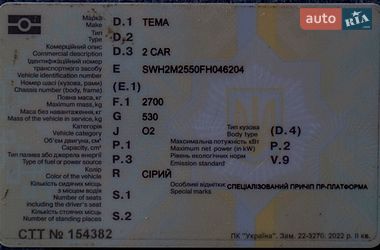 auto RIA.com
Марка
Make
D.1 TEMA
Тип
Type
D.2
Комерційний опис
Commercial description
D.3 2 CAR
Ідентифікаційний номер
транспортного засобу
Vehicle identification number
E SWH2M2550FH046204
Номер шасі (кузова, рами)
Chassis number (body, frame)
(E.1)
Повна маса, кг
Maximum mass, kg
F.1 2700
Маса без навантаження, кг
Mass of the vehicle in service, kg
G 530
Категорія
Category
J O2
Тип кузова
Body type
(D.4)
Об'єм двигуна, см³
Capacity, cm³
P.1
Максимальна потужність кВт
Maximum net power (in kW)
P.2
Тип палива або джерела енергії
Type of fuel or power source
P.3
Рівень екологічних норм
Emission standard
V.9
Колір
Color of the vehicle
R СІРИЙ
Кількість сидячих місць
з місцем водія
Number of seats
including the driver's seat
S.1
Особливі відмітки
Special marks
СПЕЦІАЛІЗОВАНИЙ ПРИЧІП ПР-ПЛАТФОРМА
Кількість стоячих місць
Number of standing places
S.2
СТТ № 154382
ПК "Україна". Зам. 22-3270. 2022 р. II кв.